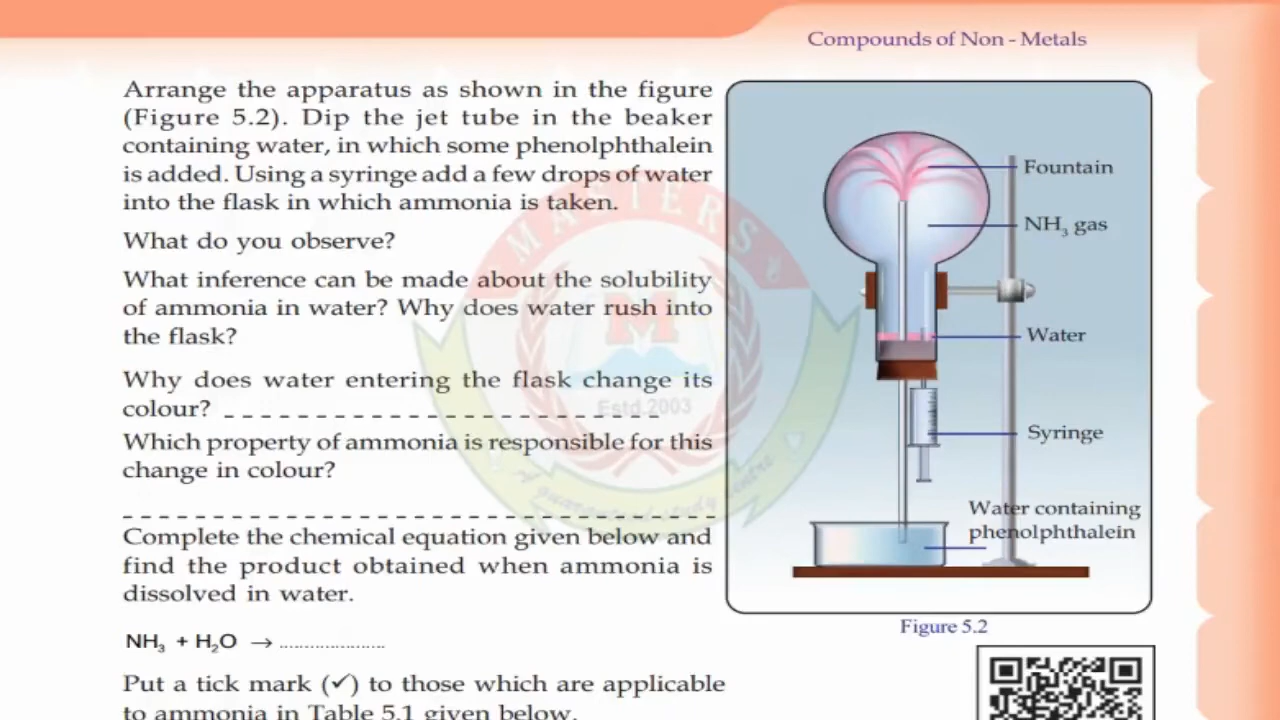 Compounds of Non - Metals
Arrange the apparatus as shown in the figure
(Figure 5.2). Dip the jet tube in the beaker
containing water, in which some phenolphthalein
is added. Using a syringe add a few drops of water
into the flask in which ammonia is taken.
What do you observe?
What inference can be made about the solubility
of ammonia in water? Why does water rush into
the flask?
Why does water entering the flask change its
colour? _ _ _ _ _ _ _ _ _ _ _ _ _ _ _ _ _ _ _ _ _ _ _ _
Which property of ammonia is responsible for this
change in colour?
_ _ _ _ _ _ _ _ _ _ _ _ _ _ _ _ _ _ _ _ _ _ _ _ _ _ _ _ _ _ _ _
Complete the chemical equation given below and
find the product obtained when ammonia is
dissolved in water.
NH₃ + H₂O → .....................
Put a tick mark (✓) to those which are applicable
to ammonia in Table 5.1 given below.
Fountain
NH₃ gas
Water
Syringe
Water containing
phenolphthalein
Figure 5.2
MASTERS
M
Estd.2003